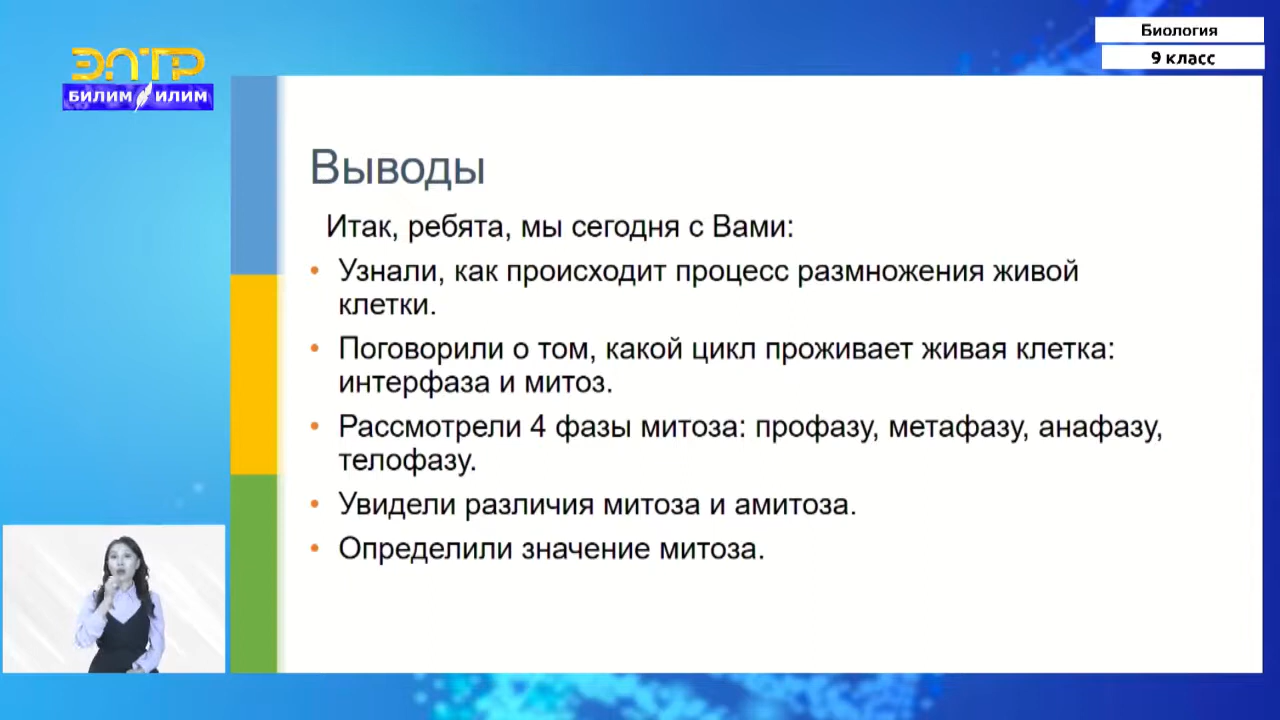 Биология
9 класс
ЭЛТР
БИЛИМ ИЛИМ
Выводы
Итак, ребята, мы сегодня с Вами:
• Узнали, как происходит процесс размножения живой
клетки.
• Поговорили о том, какой цикл проживает живая клетка:
интерфаза и митоз.
• Рассмотрели 4 фазы митоза: профазу, метафазу, анафазу,
телофазу.
• Увидели различия митоза и амитоза.
• Определили значение митоза.